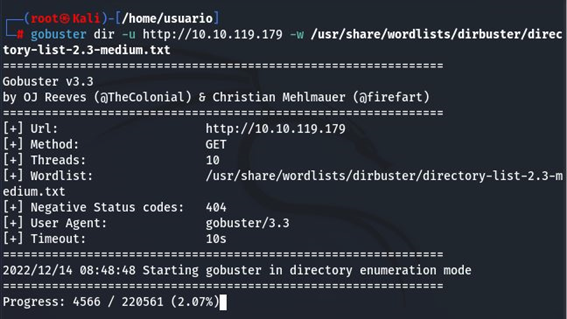 (root㉿Kali)-[/home/usuario]
# gobuster dir -u http://10.10.119.179 -w /usr/share/wordlists/dirbuster/direc
tory-list-2.3-medium.txt
===============================================================
Gobuster v3.3
by OJ Reeves (@TheColonial) & Christian Mehlmauer (@firefart)
===============================================================
[+] Url:                     http://10.10.119.179
[+] Method:                  GET
[+] Threads:                 10
[+] Wordlist:                /usr/share/wordlists/dirbuster/directory-list-2.3-m
edium.txt
[+] Negative Status codes:   404
[+] User Agent:              gobuster/3.3
[+] Timeout:                 10s
===============================================================
2022/12/14 08:48:48 Starting gobuster in directory enumeration mode
===============================================================
Progress: 4566 / 220561 (2.07%)